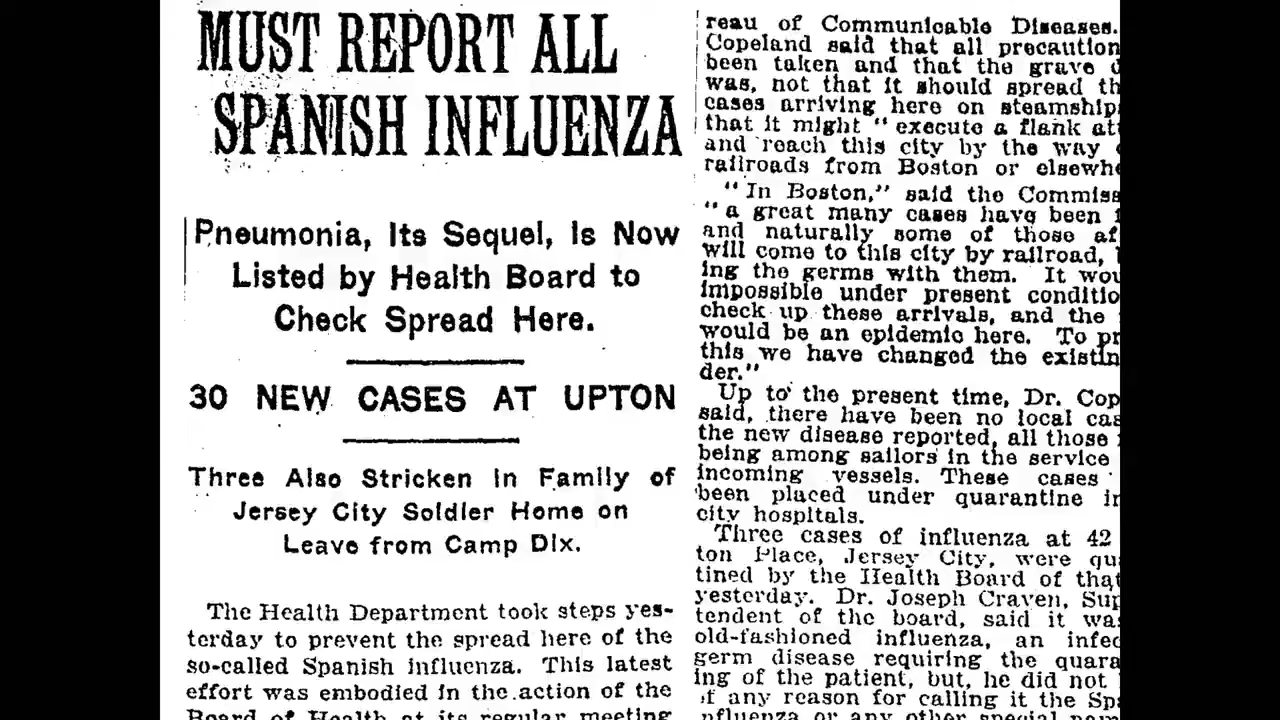 MUST REPORT ALL
SPANISH INFLUENZA
Pneumonia, Its Sequel, Is Now
Listed by Health Board to
Check Spread Here.
30 NEW CASES AT UPTON
Three Also Stricken in Family of
Jersey City Soldier Home on
Leave from Camp Dix.
The Health Department took steps yes-
terday to prevent the spread here of the
so-called Spanish influenza. This latest
effort was embodied in the action of the
Board of Health at its regular meeting
reau of Communicable Diseases.
Copeland said that all precaution
been taken and that the grave
was, not that it should spread th
cases arriving here on steamship
that it might "execute a flank at
and reach this city by the way
railroads from Boston or elsewhe
"In Boston," said the Commiss
"a great many cases have been
and naturally some of those af
will come to this city by railroad,
ing the germs with them. It wou
impossible under present conditio
check up these arrivals, and the
would be an epidemic here. To pr
this we have changed the existin
der."
Up to the present time, Dr. Cop
said, there have been no local cas
the new disease reported, all those
being among sailors in the service
incoming vessels. These cases
been placed under quarantine in
city hospitals.
Three cases of influenza at 42
ton Place, Jersey City, were qu
tined by the Health Board of that
yesterday. Dr. Joseph Craven, Sup
tendent of the board, said it was
old-fashioned influenza, an infec
germ disease requiring the quara
ing of the patient, but, he did not
if any reason for calling it the Spa
nfluenza or any other special nam